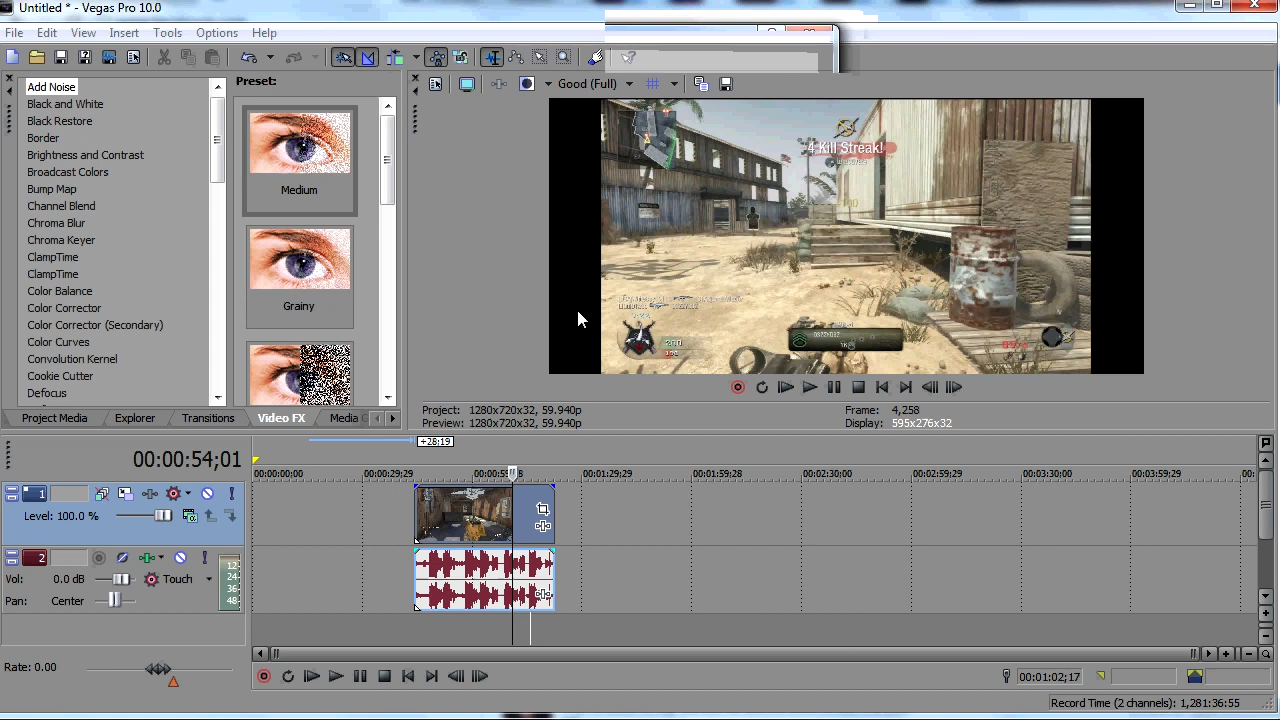 Untitled * - Vegas Pro 10.0
File Edit View Insert Tools Options Help
Add Noise
Black and White
Black Restore
Border
Brightness and Contrast
Broadcast Colors
Bump Map
Channel Blend
Chroma Blur
Chroma Keyer
ClampTime
ClampTime
Color Balance
Color Corrector
Color Corrector (Secondary)
Color Curves
Convolution Kernel
Cookie Cutter
Defocus
Preset:
Medium
Grainy
Good (Full)
4 Kill Streak!
Project Media Explorer Transitions Video FX Media
Project: 1280x720x32, 59.940p
Preview: 1280x720x32, 59.940p
Frame: 4,258
Display: 595x276x32
+28;19
00:00:54;01
00:00:00;00 00:00:29;29 00:01:29;29 00:01:59;28 00:02:30;00 00:02:59;29 00:03:30;00 00:03:59;29 00:
1
Level: 100.0 %
2
Vol: 0.0 dB Touch
Pan: Center
12
24
36
48
Rate: 0.00
00:01:02;17
Record Time (2 channels): 1,281:36:55